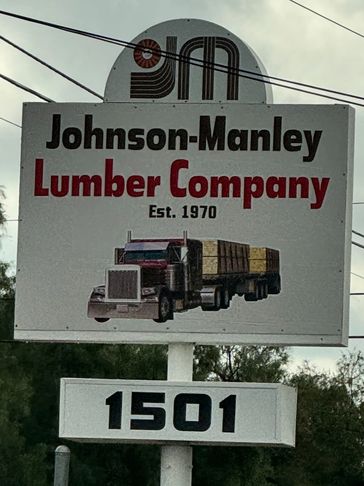 JM
Johnson-Manley
Lumber Company
Est. 1970
1501